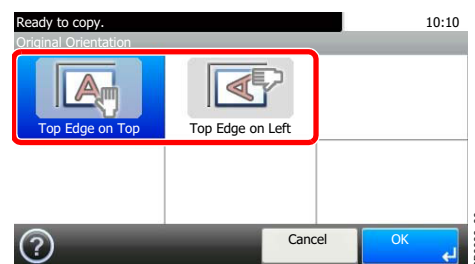 Ready to copy. 10:10
Original Orientation
A A
Top Edge on Top Top Edge on Left
? Cancel OK